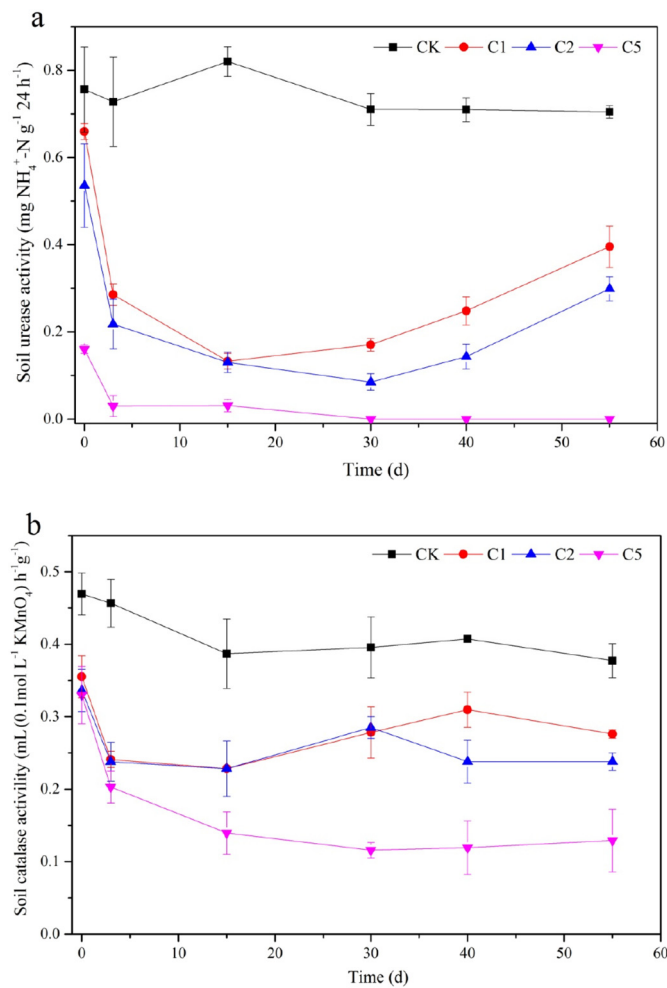 a
CK C1 C2 C5
0.8
0.6
0.4
0.2
0.0
Soil urease activity (mg NH₄⁺-N g⁻¹ 24 h⁻¹)
0 10 20 30 40 50 60
Time (d)
b
CK C1 C2 C5
0.5
0.4
0.3
0.2
0.1
0.0
Soil catalase activility (mL (0.1mol L⁻¹ KMnO₄) h⁻¹g⁻¹)
0 10 20 30 40 50 60
Time (d)